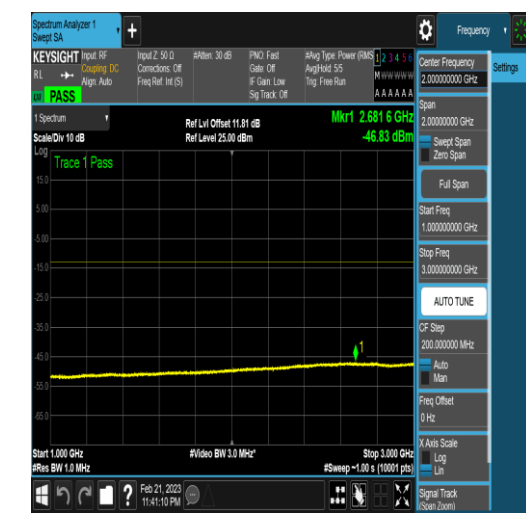 Spectrum Analyzer 1
Swept SA
Frequency
KEYSIGHT
RL
PASS
Input: RF
Coupling: DC
Align: Auto
Input Z: 50 Ω
Corrections: Off
Freq Ref: Int (S)
#Atten: 30 dB
PNO: Fast
Gate: Off
IF Gain: Low
Sig Track: Off
#Avg Type: Power (RMS
Avg|Hold: 5/5
Trig: Free Run
1 2 3 4 5 6
M W W W W W
A A A A A A
1 Spectrum
Scale/Div 10 dB
Ref Lvl Offset 11.81 dB
Ref Level 25.00 dBm
Mkr1 2.681 6 GHz
-46.83 dBm
Log
Trace 1 Pass
15.0
5.00
-5.00
-15.0
-25.0
-35.0
-45.0
-55.0
-65.0
1
Start 1.000 GHz
#Res BW 1.0 MHz
#Video BW 3.0 MHz*
Stop 3.000 GHz
#Sweep ~1.00 s (10001 pts)
Feb 21, 2023
11:41:10 PM
Center Frequency
2.000000000 GHz
Settings
Span
2.00000000 GHz
Swept Span
Zero Span
Full Span
Start Freq
1.000000000 GHz
Stop Freq
3.000000000 GHz
AUTO TUNE
CF Step
200.000000 MHz
Auto
Man
Freq Offset
0 Hz
X Axis Scale
Log
Lin
Signal Track
(Span Zoom)